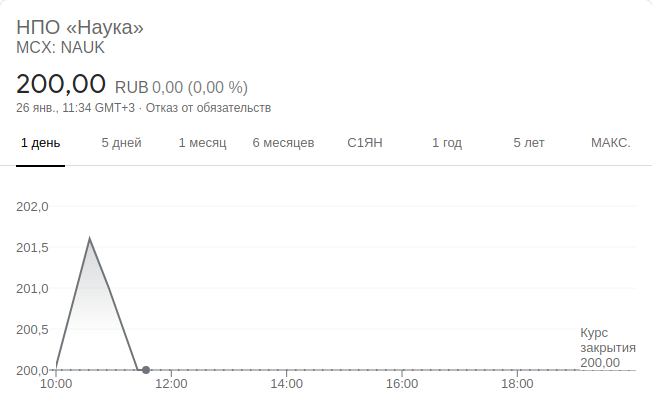 НПО «Наука»
MCX: NAUK
200,00 RUB 0,00 (0,00 %)
26 янв., 11:34 GMT+3 · Отказ от обязательств
1 день 5 дней 1 месяц 6 месяцев С1ЯН 1 год 5 лет МАКС.
202,0
201,5
201,0
200,5
Курс
закрытия
200,00
200,0
10:00 12:00 14:00 16:00 18:00